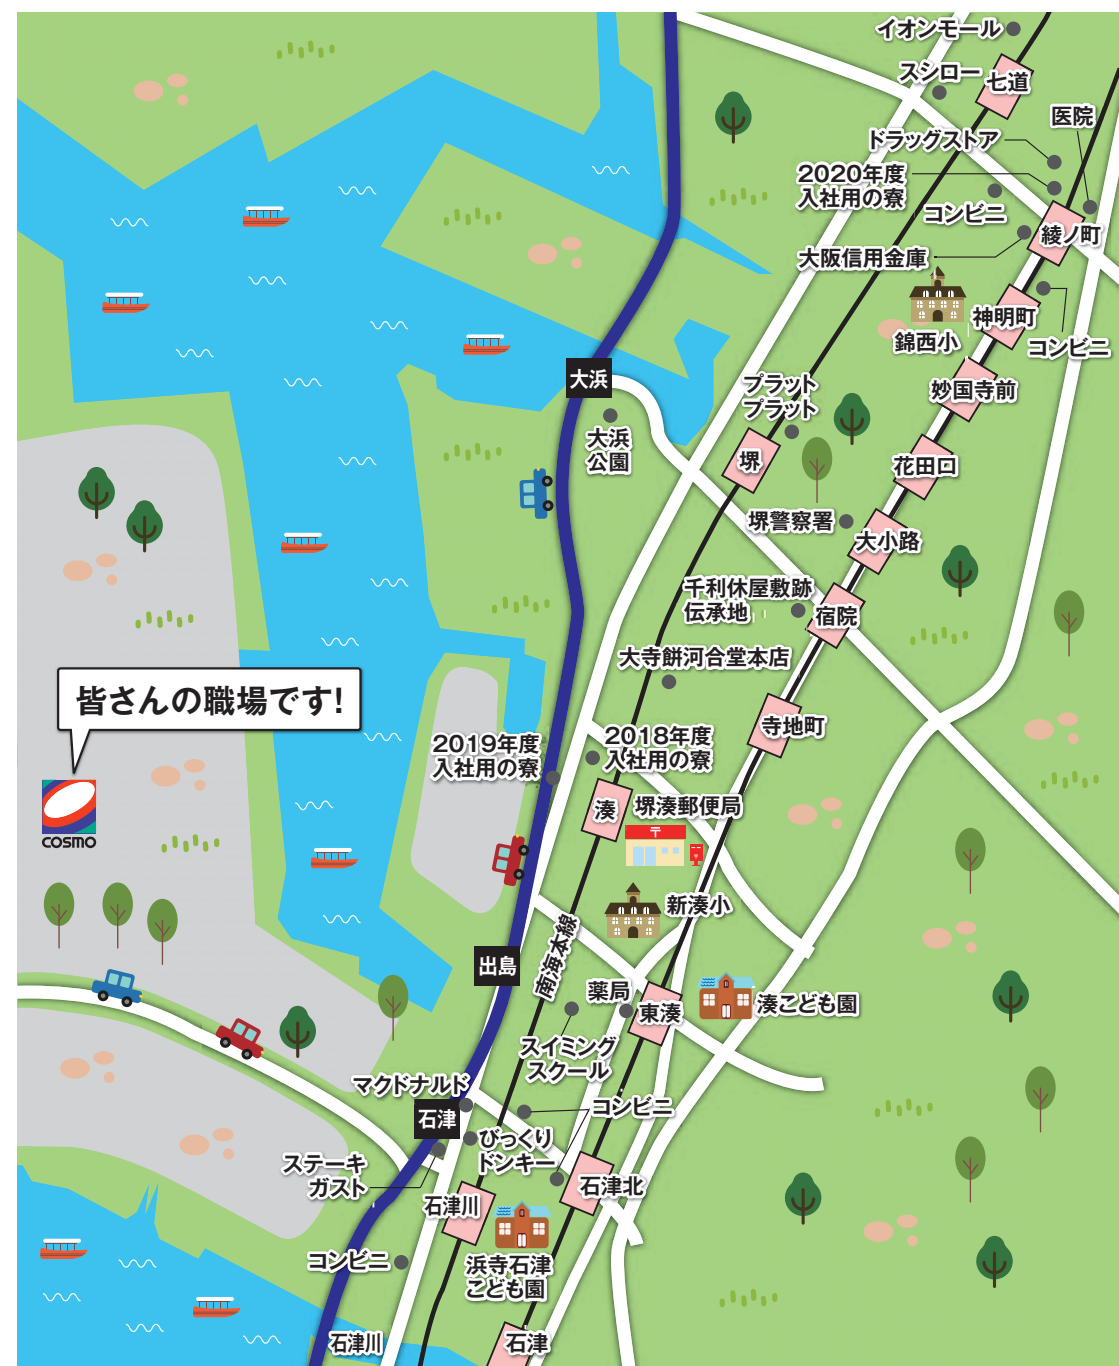 イオンモール
スシロー
七道
医院
ドラッグストア
2020年度
入社用の寮
コンビニ
綾ノ町
大阪信用金庫
神明町
錦西小
コンビニ
大浜
プラット
プラット
妙国寺前
大浜
公園
堺
花田口
堺警察署
大小路
千利休屋敷跡
伝承地
宿院
大寺餅河合堂本店
皆さんの職場です!
寺地町
2019年度
入社用の寮
2018年度
入社用の寮
湊
堺湊郵便局
〒
COSMO
新湊小
南海本線
出島
薬局
東湊
湊こども園
スイミング
スクール
マクドナルド
コンビニ
石津
びっくり
ドンキー
ステーキ
ガスト
石津北
石津川
コンビニ
浜寺石津
こども園
石津川
石津